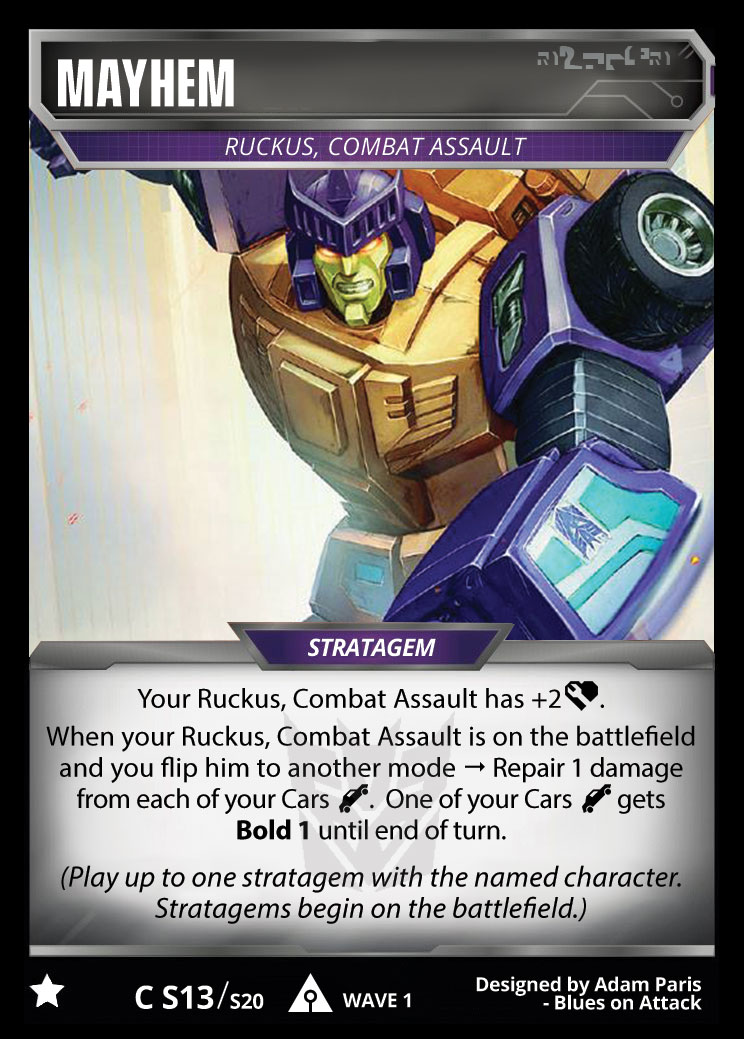 MAYHEM
RUCKUS, COMBAT ASSAULT
STRATAGEM
Your Ruckus, Combat Assault has +2.
When your Ruckus, Combat Assault is on the battlefield
and you flip him to another mode → Repair 1 damage
from each of your Cars. One of your Cars gets
Bold 1 until end of turn.
(Play up to one stratagem with the named character.
Stratagems begin on the battlefield.)
C S13/S20 WAVE 1
Designed by Adam Paris
- Blues on Attack